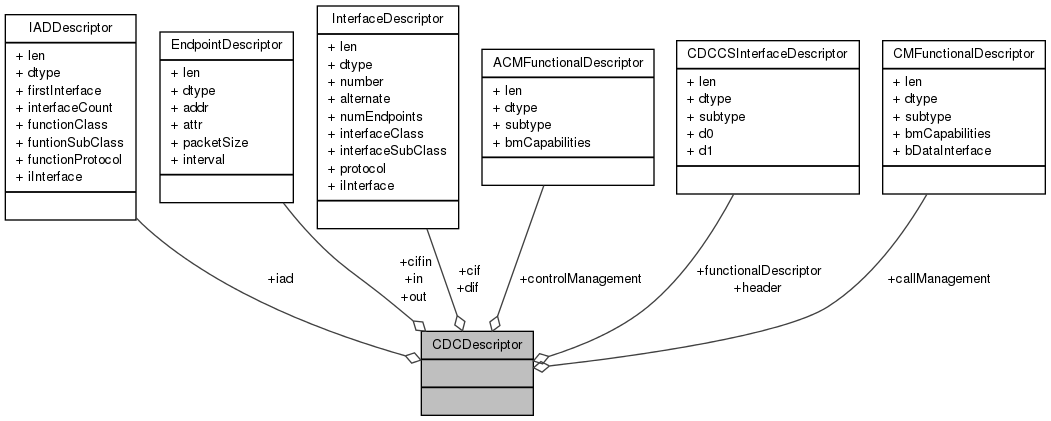 IADDescriptor
+ len
+ dtype
+ firstInterface
+ interfaceCount
+ functionClass
+ funtionSubClass
+ functionProtocol
+ iInterface
EndpointDescriptor
+ len
+ dtype
+ addr
+ attr
+ packetSize
+ interval
InterfaceDescriptor
+ len
+ dtype
+ number
+ alternate
+ numEndpoints
+ interfaceClass
+ interfaceSubClass
+ protocol
+ iInterface
ACMFunctionalDescriptor
+ len
+ dtype
+ subtype
+ bmCapabilities
CDCCSInterfaceDescriptor
+ len
+ dtype
+ subtype
+ d0
+ d1
CMFunctionalDescriptor
+ len
+ dtype
+ subtype
+ bmCapabilities
+ bDataInterface
+iad
+cifin
+in
+out
+cif
+dif
+controlManagement
+functionalDescriptor
+header
+callManagement
CDCDescriptor